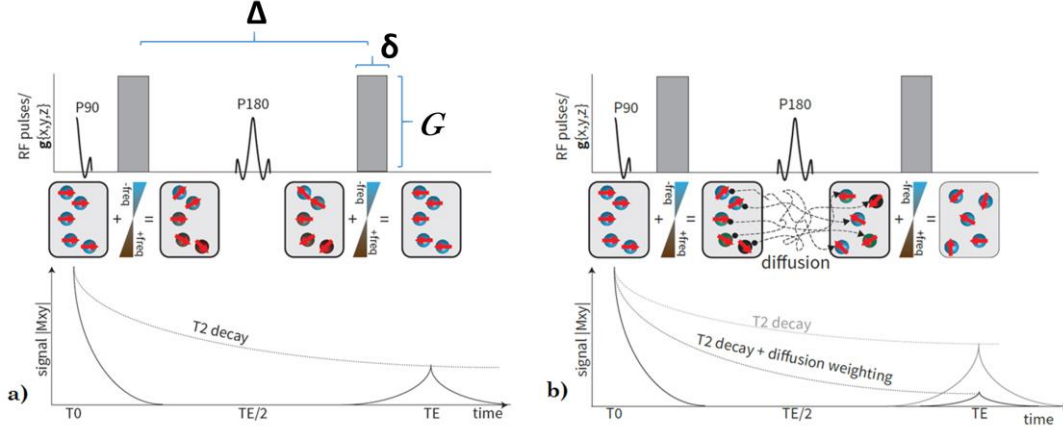 Δ
δ
RF pulses/
g{x,y,z}
P90
P180
G
-freq
+freq
+
=
-freq
+freq
+
=
signal |Mxy|
T2 decay
a)
T0
TE/2
TE
time
RF pulses/
g{x,y,z}
P90
P180
-freq
+freq
+
=
-freq
+freq
+
=
diffusion
signal |Mxy|
T2 decay
T2 decay + diffusion weighting
b)
T0
TE/2
TE
time